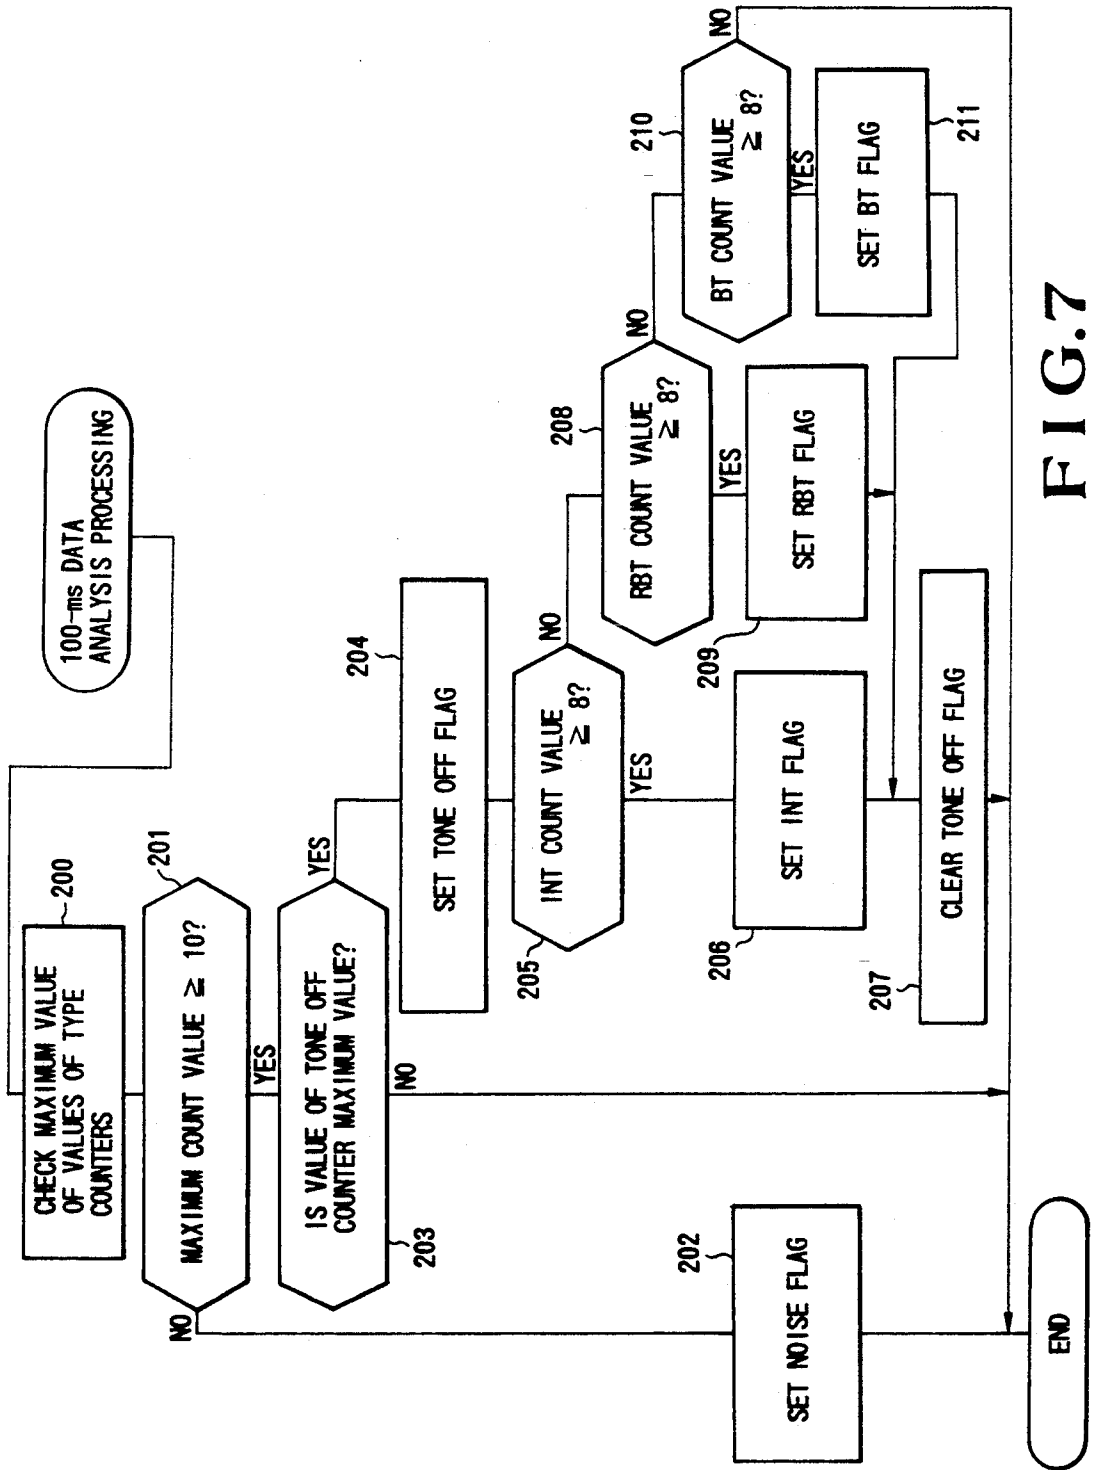 100-ms DATA
ANALYSIS PROCESSING
200
CHECK MAXIMUM VALUE
OF VALUES OF TYPE
COUNTERS
201
MAXIMUM COUNT VALUE ≧ 10?
NO
YES
IS VALUE OF TONE OFF
COUNTER MAXIMUM VALUE?
203
YES
NO
204
SET TONE OFF FLAG
205
INT COUNT VALUE
≧ 8?
NO
YES
208
RBT COUNT VALUE
≧ 8?
NO
YES
210
BT COUNT VALUE
≧ 8?
NO
YES
202
SET NOISE FLAG
206
SET INT FLAG
209
SET RBT FLAG
SET BT FLAG
211
207
CLEAR TONE OFF FLAG
END
FIG.7